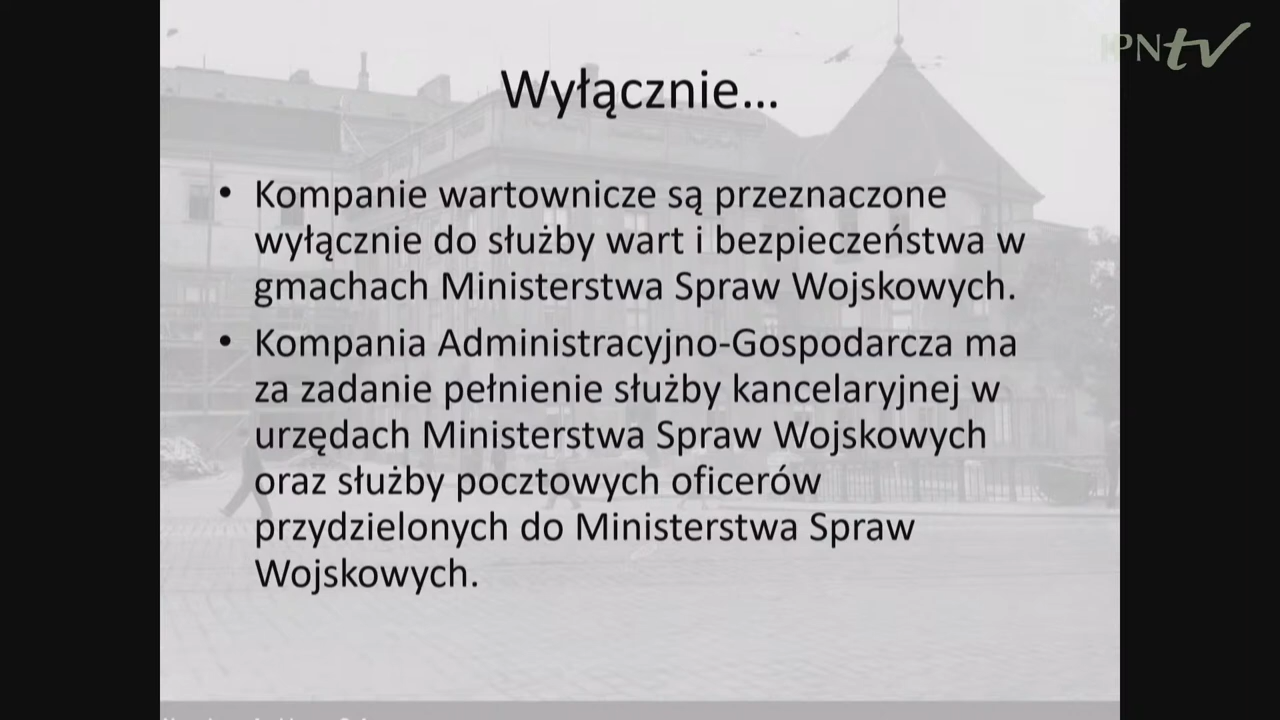 IPNtv
Wyłącznie...
• Kompanie wartownicze są przeznaczone
wyłącznie do służby wart i bezpieczeństwa w
gmachach Ministerstwa Spraw Wojskowych.
• Kompania Administracyjno-Gospodarcza ma
za zadanie pełnienie służby kancelaryjnej w
urzędach Ministerstwa Spraw Wojskowych
oraz służby pocztowych oficerów
przydzielonych do Ministerstwa Spraw
Wojskowych.